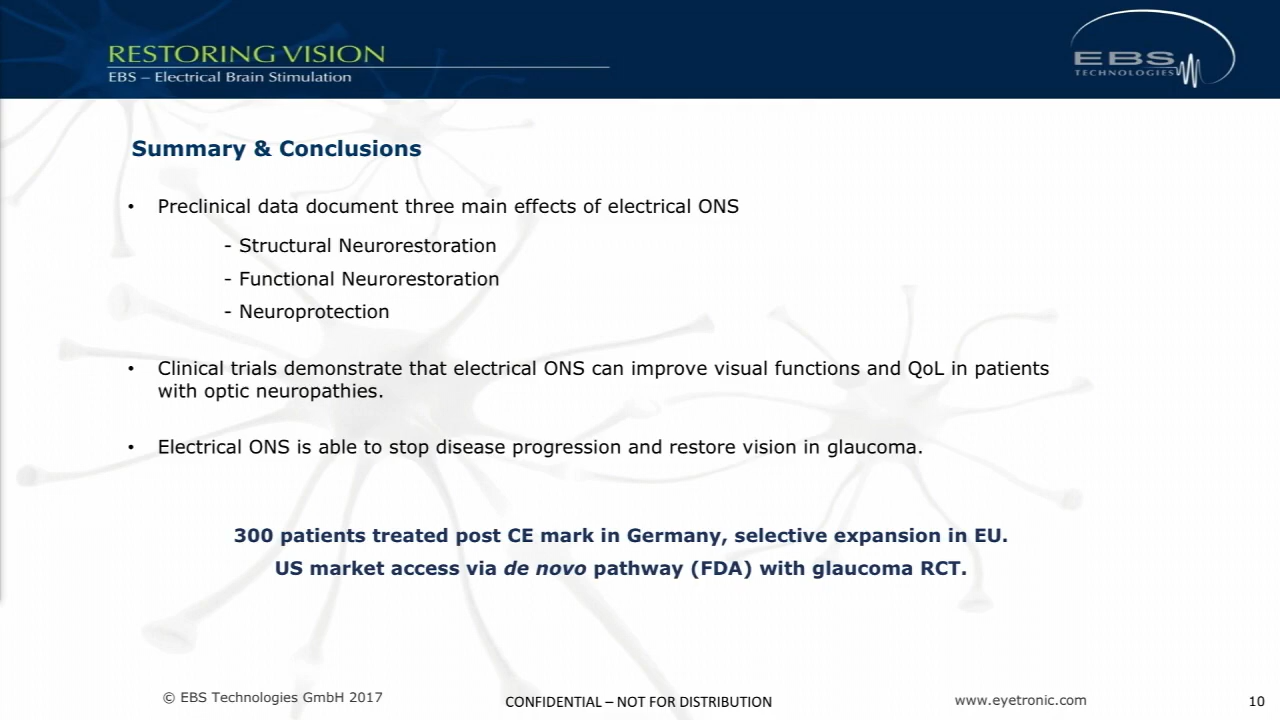 RESTORING VISION
EBS – Electrical Brain Stimulation
EBS
TECHNOLOGIES
Summary & Conclusions
• Preclinical data document three main effects of electrical ONS
- Structural Neurorestoration
- Functional Neurorestoration
- Neuroprotection
• Clinical trials demonstrate that electrical ONS can improve visual functions and QoL in patients
with optic neuropathies.
• Electrical ONS is able to stop disease progression and restore vision in glaucoma.
300 patients treated post CE mark in Germany, selective expansion in EU.
US market access via de novo pathway (FDA) with glaucoma RCT.
© EBS Technologies GmbH 2017
CONFIDENTIAL – NOT FOR DISTRIBUTION
www.eyetronic.com
10